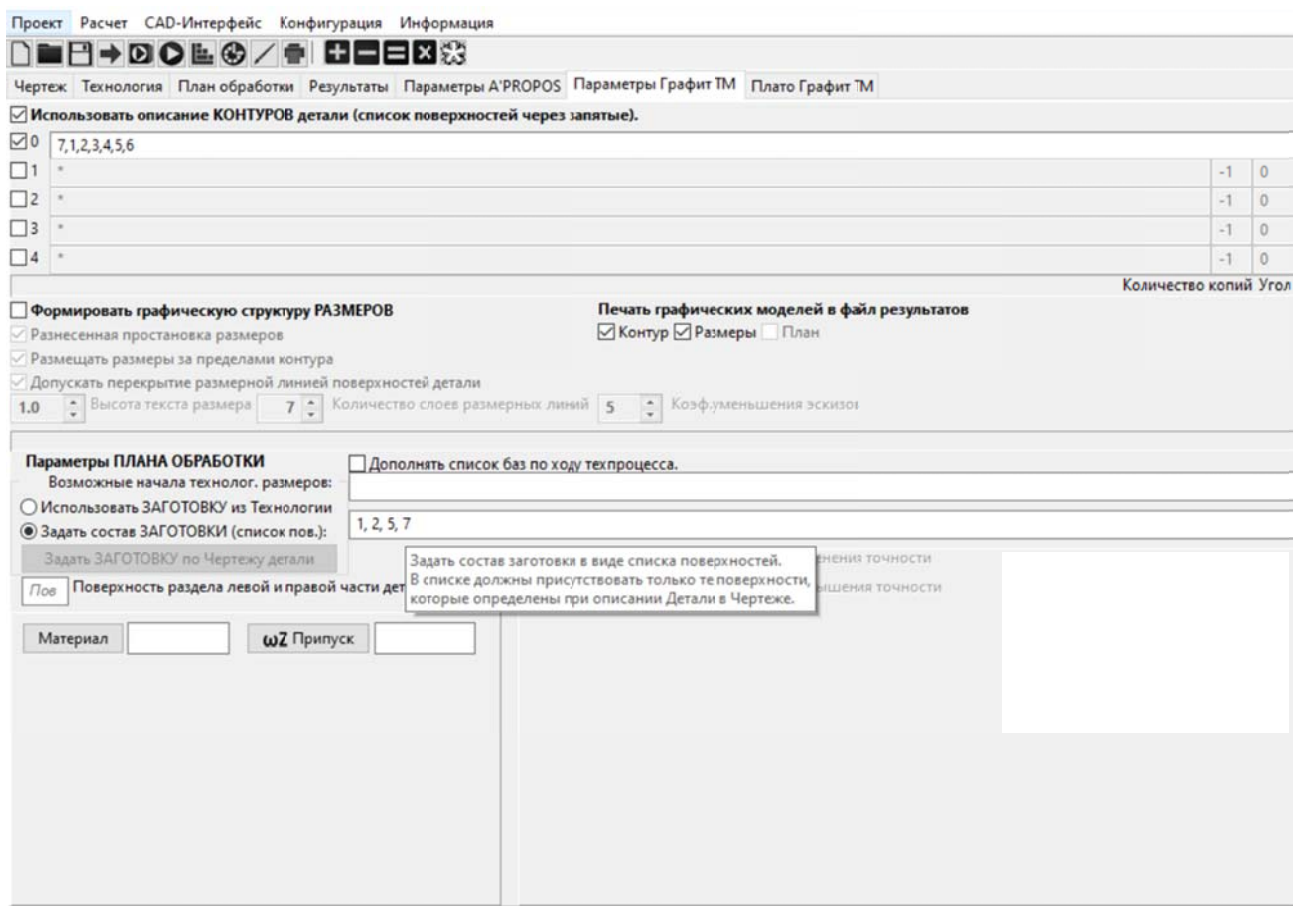 Проект Расчет CAD-Интерфейс Конфигурация Информация
Чертеж Технология План обработки Результаты Параметры A'PROPOS Параметры Графит ТМ Плато Графит ТМ
Использовать описание КОНТУРОВ детали (список поверхностей через запятые).
0 7,1,2,3,4,5,6
1 * -1 0
2 * -1 0
3 * -1 0
4 * -1 0
Количество копий Угол
Формировать графическую структуру РАЗМЕРОВ Печать графических моделей в файл результатов
Разнесенная простановка размеров Контур Размеры План
Размещать размеры за пределами контура
Допускать перекрытие размерной линией поверхностей детали
1.0 Высота текста размера 7 Количество слоев размерных линий 5 Коэф.уменьшения эскизов
Параметры ПЛАНА ОБРАБОТКИ Дополнять список баз по ходу техпроцесса.
Возможные начала технолог. размеров:
Использовать ЗАГОТОВКУ из Технологии
Задать состав ЗАГОТОВКИ (список пов.): 1, 2, 5, 7
Задать ЗАГОТОВКУ по Чертежу детали Задать состав заготовки в виде списка поверхностей. енения точности
Пов Поверхность раздела левой и правой части дет В списке должны присутствовать только те поверхности, ышения точности
которые определены при описании Детали в Чертеже.
Материал ωZ Припуск